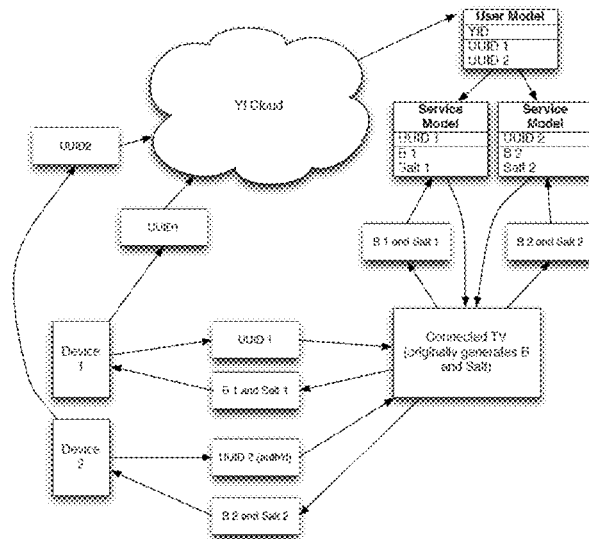 User Model
YID
UUID 1
UUID 2
Y! Cloud
Service
Model
UUID 1
B 1
Salt 1
Service
Model
UUID 2
B 2
Salt 2
UUID2
UUID1
B 1 and Salt 1
B 2 and Salt 2
Device
1
UUID 1
Connected TV
(originally generates B
and Salt)
B 1 and Salt 1
Device
2
UUID 2
B 2 and Salt 2